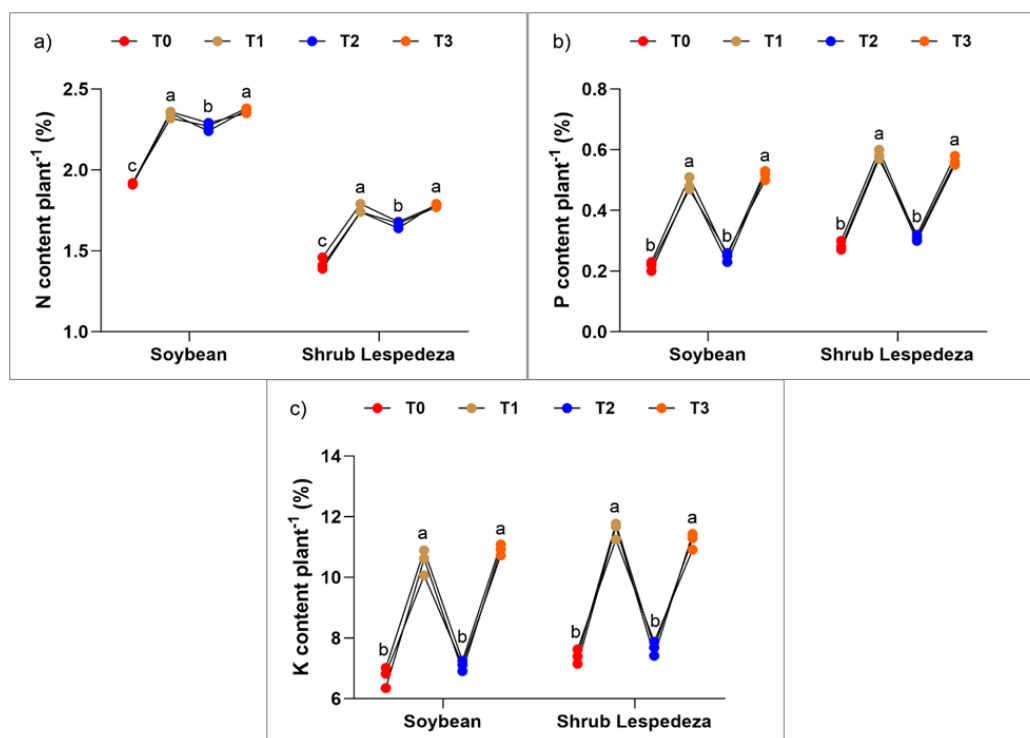 a) T0 T1 T2 T3
N content plant⁻¹ (%)
2.5
2.0
1.5
1.0
c a b a c a b a
Soybean Shrub Lespedeza
b) T0 T1 T2 T3
P content plant⁻¹ (%)
0.8
0.6
0.4
0.2
0.0
b a b a b a b a
Soybean Shrub Lespedeza
c) T0 T1 T2 T3
K content plant⁻¹ (%)
14
12
10
8
6
b a b a b a b a
Soybean Shrub Lespedeza